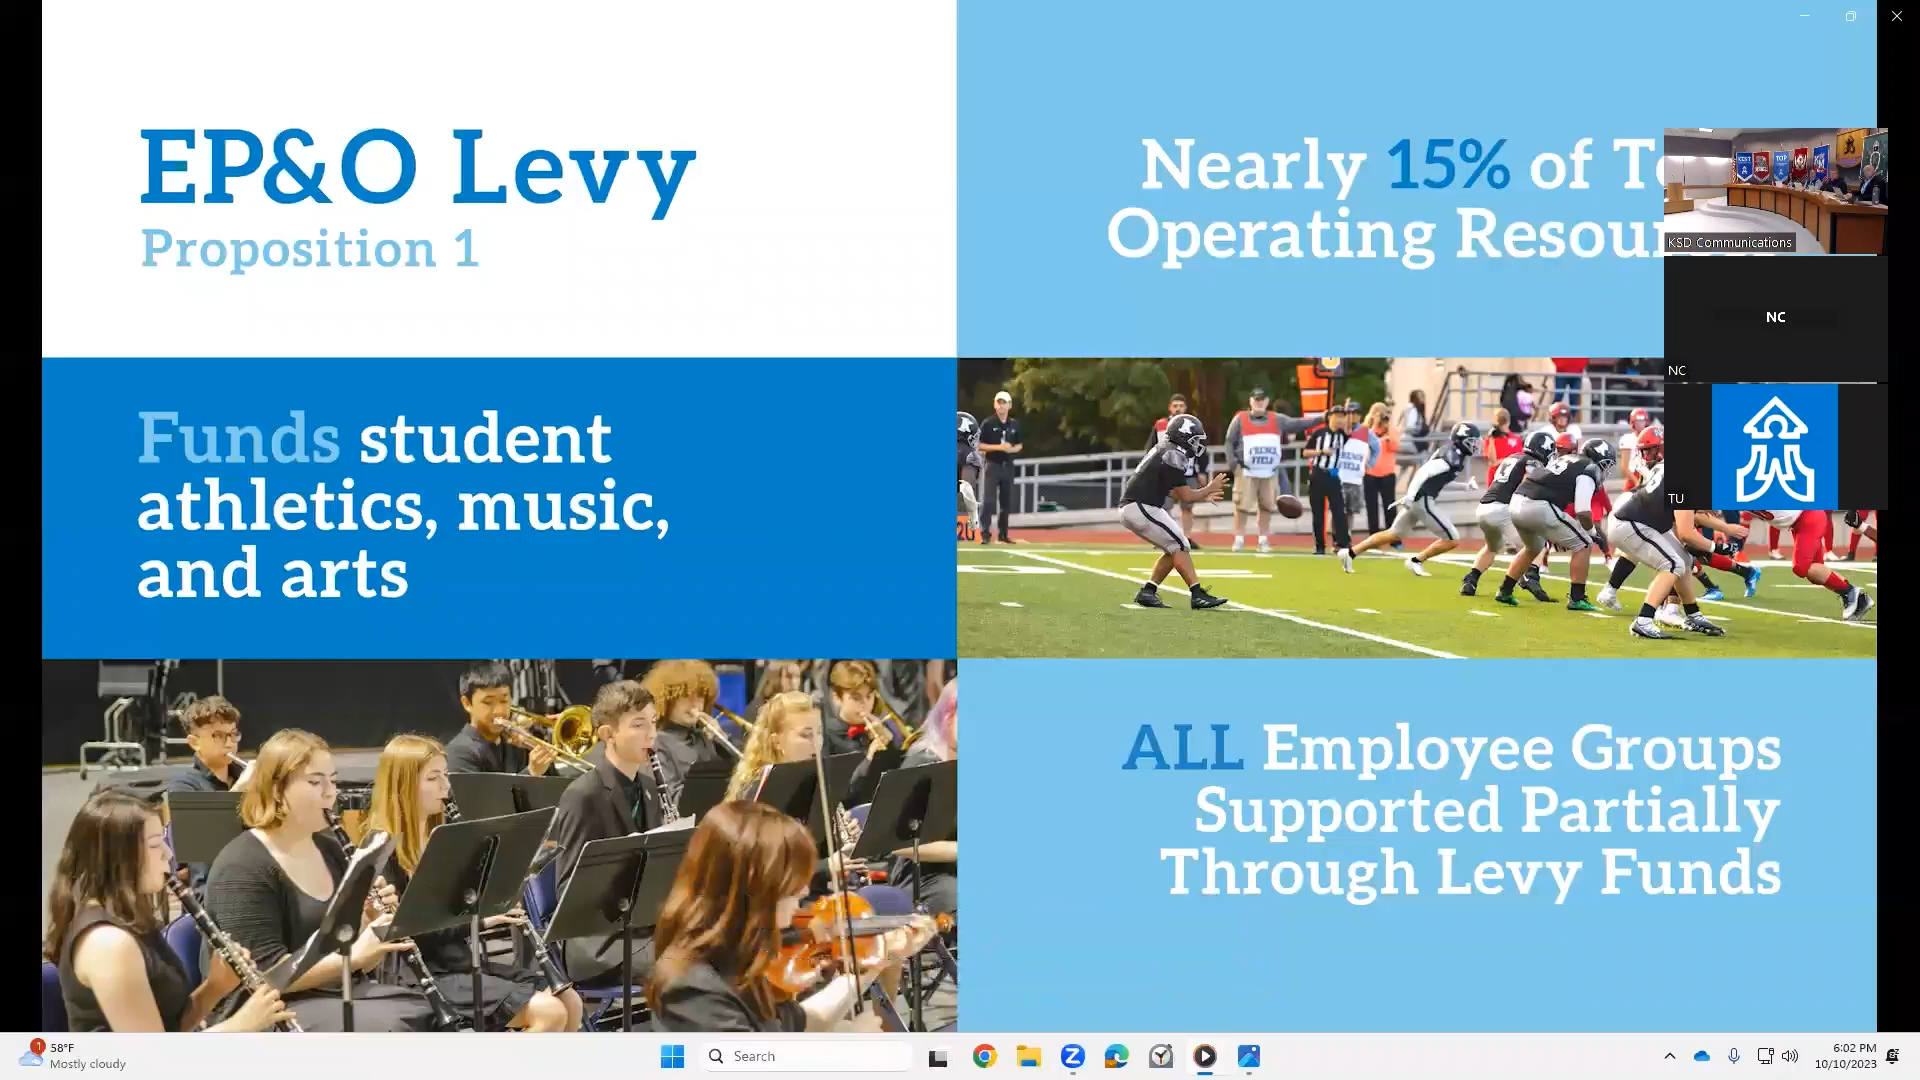 EP&O Levy
Proposition 1
Nearly 15% of
Operating
Funds student
athletics, music,
and arts
ALL Employee Groups
Supported Partially
Through Levy Funds
KSD Communications
NC
NC
TU
1
58°F
Mostly cloudy
Search
6:02 PM
10/10/2023